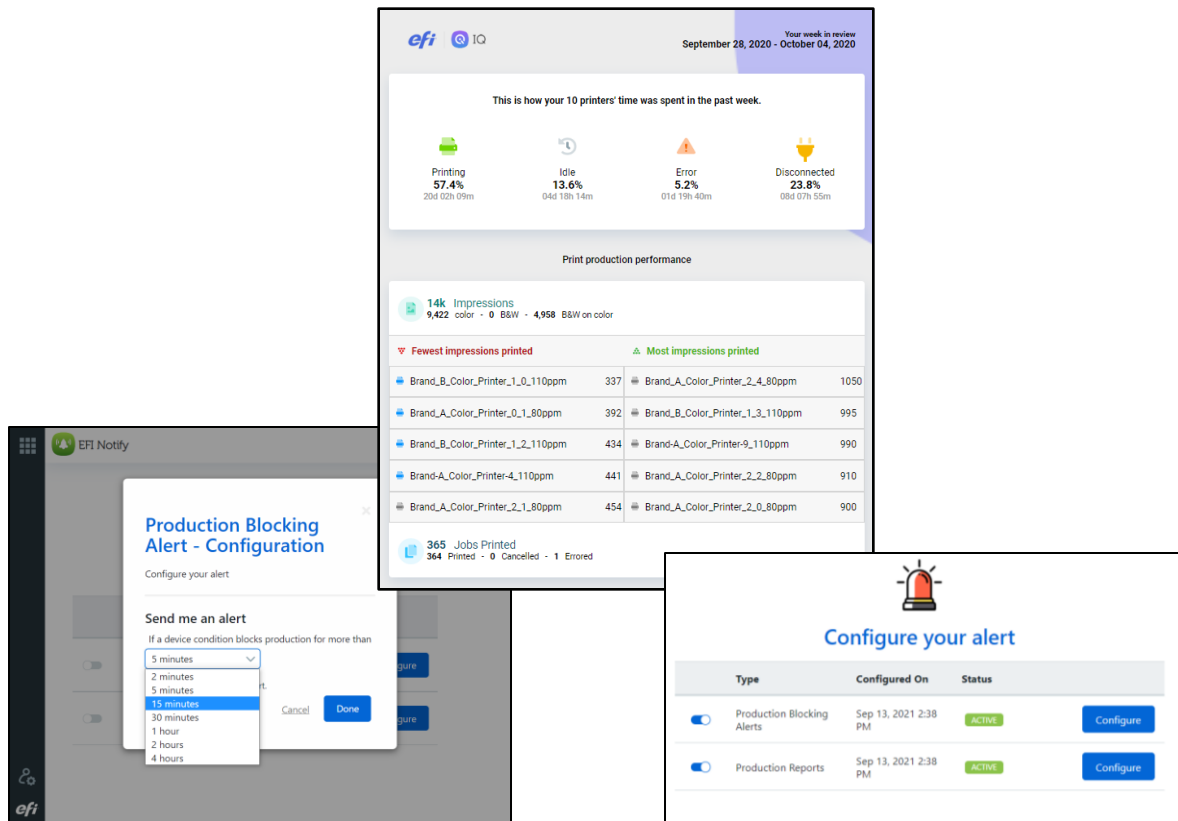 efi IQ
Your week in review
September 28, 2020 - October 04, 2020
This is how your 10 printers' time was spent in the past week.
Printing Idle Error Disconnected
57.4% 13.6% 5.2% 23.8%
20d 02h 09m 04d 18h 14m 01d 19h 40m 08d 07h 55m
Print production performance
14k Impressions
9,422 color - 0 B&W - 4,958 B&W on color
Fewest impressions printed Most impressions printed
Brand_B_Color_Printer_1_0_110ppm 337 Brand_A_Color_Printer_2_4_80ppm 1050
Brand_A_Color_Printer_0_1_80ppm 392 Brand_B_Color_Printer_1_3_110ppm 995
Brand_B_Color_Printer_1_2_110ppm 434 Brand-A_Color_Printer-9_110ppm 990
Brand-A_Color_Printer-4_110ppm 441 Brand_A_Color_Printer_2_2_80ppm 910
Brand_A_Color_Printer_2_1_80ppm 454 Brand_A_Color_Printer_2_0_80ppm 900
365 Jobs Printed
364 Printed - 0 Cancelled - 1 Errored
EFI Notify
Production Blocking
Alert - Configuration
Configure your alert
Send me an alert
If a device condition blocks production for more than
5 minutes
2 minutes
5 minutes
15 minutes
30 minutes
1 hour
2 hours
4 hours
Cancel Done
efi
Configure your alert
Type Configured On Status
Production Blocking Alerts Sep 13, 2021 2:38 PM ACTIVE Configure
Production Reports Sep 13, 2021 2:38 PM ACTIVE Configure